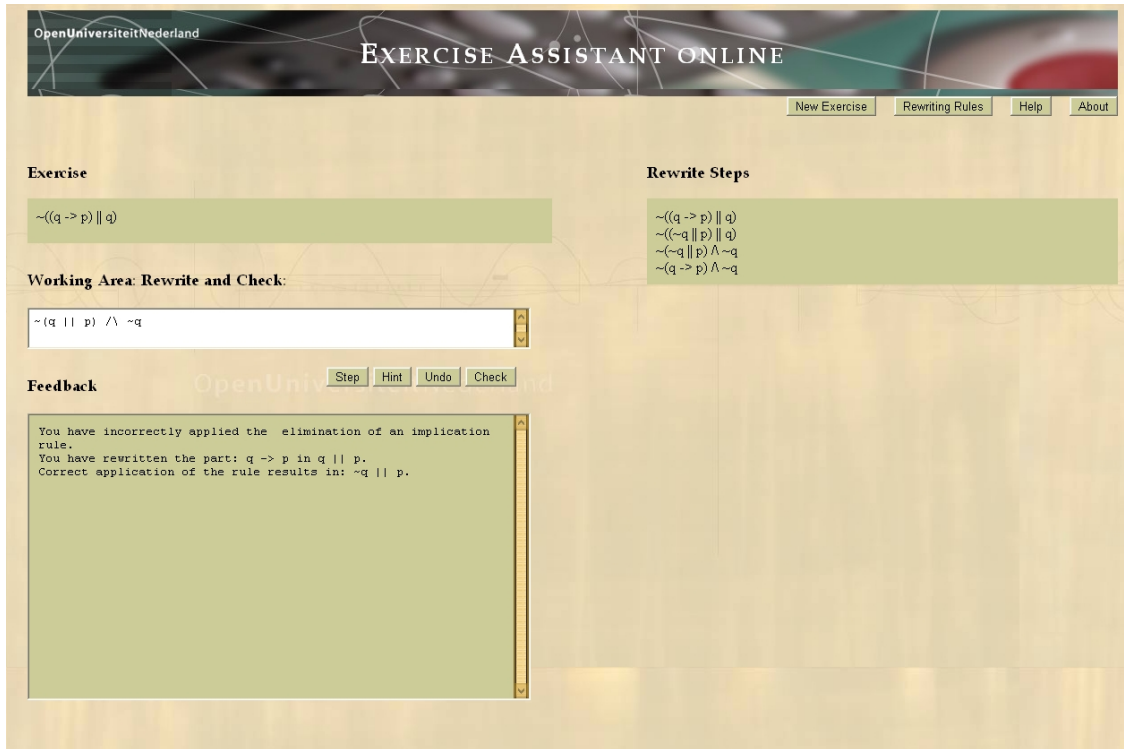 OpenUniversiteitNederland
EXERCISE ASSISTANT ONLINE
New Exercise
Rewriting Rules
Help
About
Exercise
~((q -> p) || q)
Working Area: Rewrite and Check:
~(q || p) /\ ~q
Step
Hint
Undo
Check
Feedback
You have incorrectly applied the  elimination of an implication
rule.
You have rewritten the part: q -> p in q || p.
Correct application of the rule results in: ~q || p.
Rewrite Steps
~((q -> p) || q)
~((~q || p) || q)
~(~q || p) /\ ~q
~(q -> p) /\ ~q